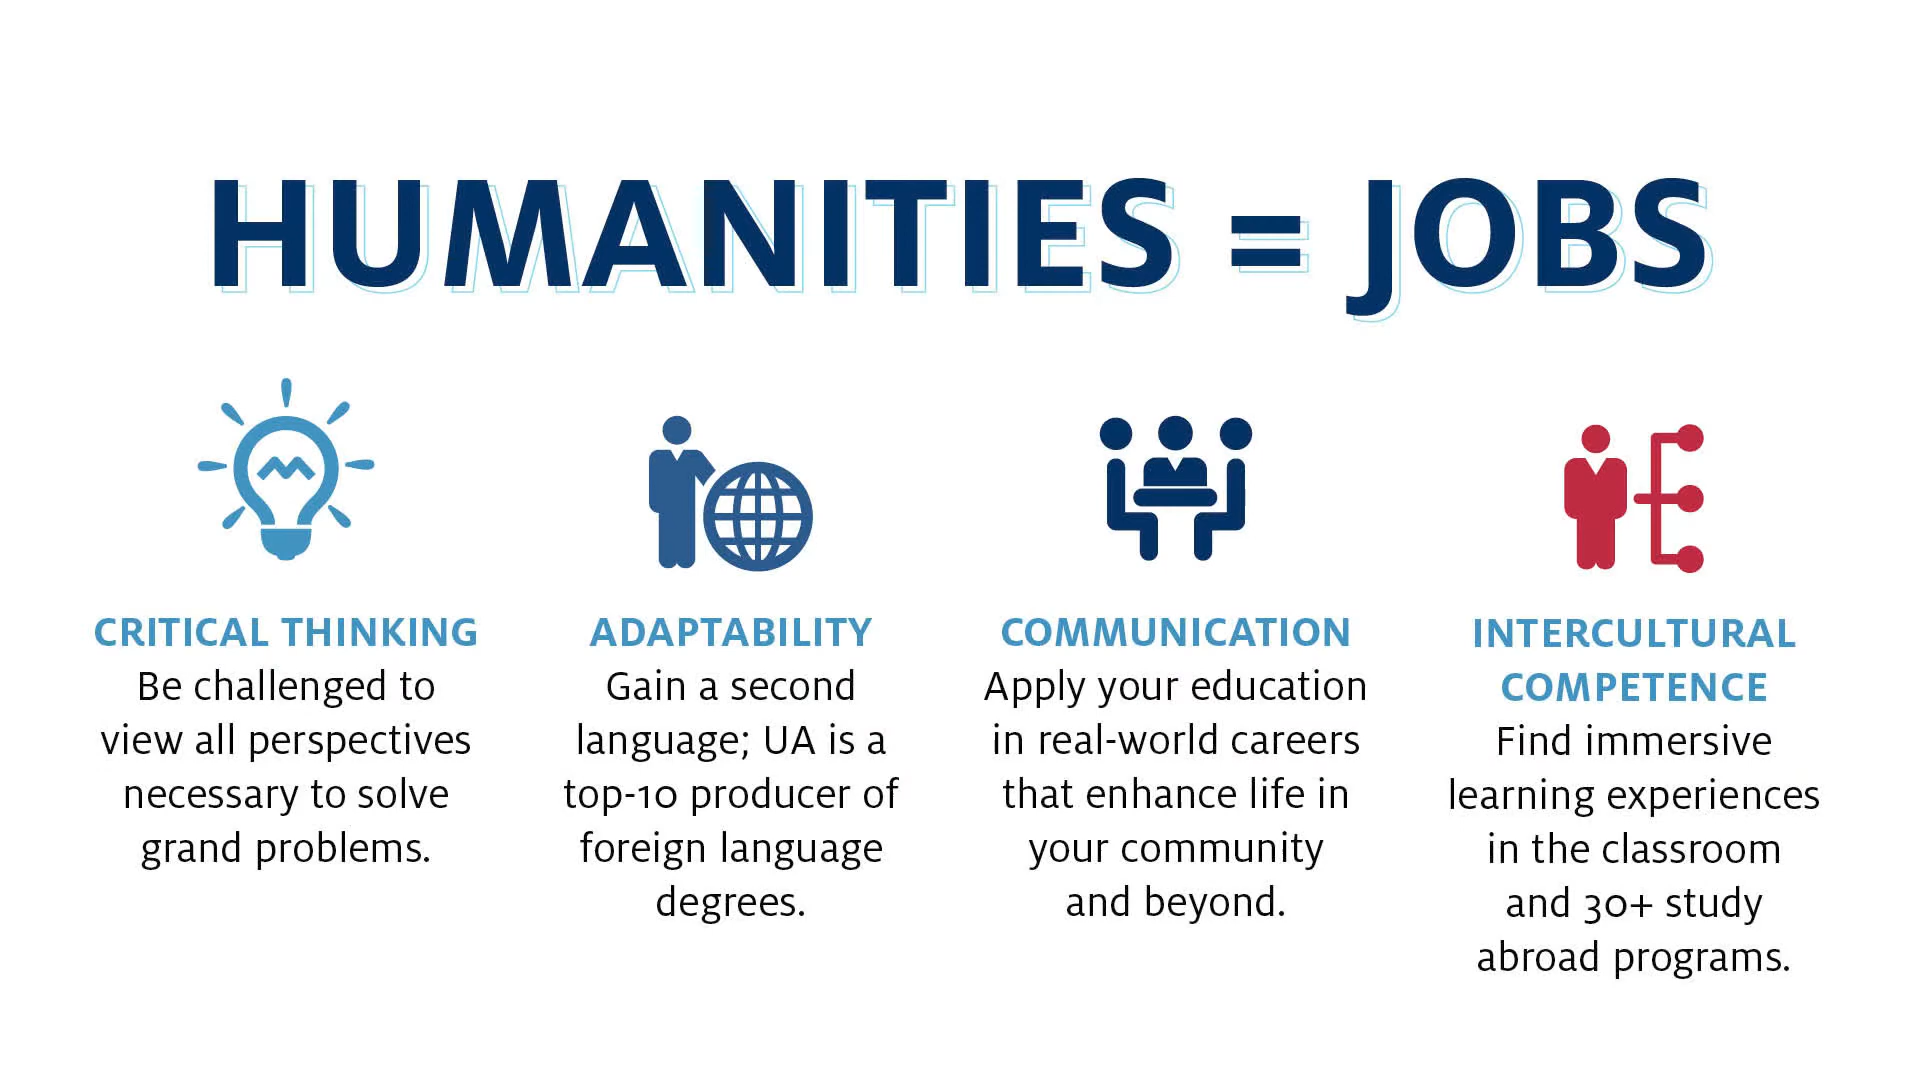 HUMANITIES = JOBS
CRITICAL THINKING
Be challenged to
view all perspectives
necessary to solve
grand problems.
ADAPTABILITY
Gain a second
language; UA is a
top-10 producer of
foreign language
degrees.
COMMUNICATION
Apply your education
in real-world careers
that enhance life in
your community
and beyond.
INTERCULTURAL
COMPETENCE
Find immersive
learning experiences
in the classroom
and 30+ study
abroad programs.